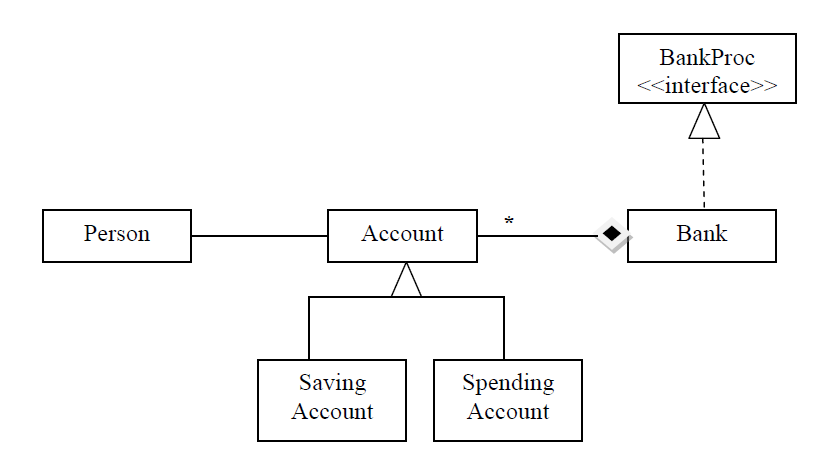 BankProc
<<interface>>
Person
Account
*
Bank
Saving
Account
Spending
Account